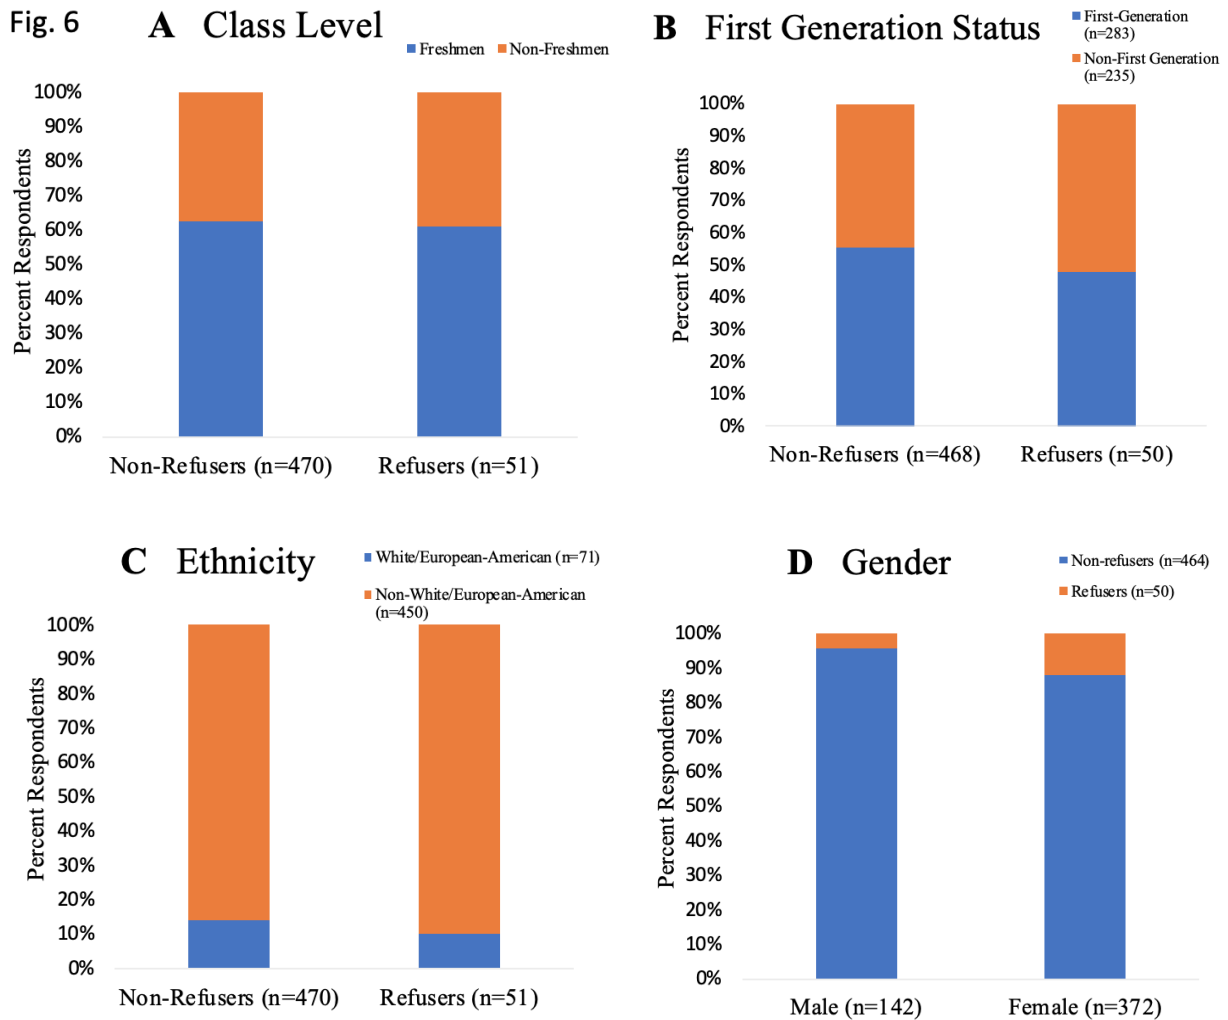 Fig. 6
A Class Level
Freshmen
Non-Freshmen
100%
90%
80%
70%
60%
50%
40%
30%
20%
10%
0%
Percent Respondents
Non-Refusers (n=470)
Refusers (n=51)
B First Generation Status
First-Generation
(n=283)
Non-First Generation
(n=235)
100%
90%
80%
70%
60%
50%
40%
30%
20%
10%
0%
Percent Respondents
Non-Refusers (n=468)
Refusers (n=50)
C Ethnicity
White/European-American (n=71)
Non-White/European-American
(n=450)
100%
90%
80%
70%
60%
50%
40%
30%
20%
10%
0%
Percent Respondents
Non-Refusers (n=470)
Refusers (n=51)
D Gender
Non-refusers (n=464)
Refusers (n=50)
100%
90%
80%
70%
60%
50%
40%
30%
20%
10%
0%
Percent Respondents
Male (n=142)
Female (n=372)